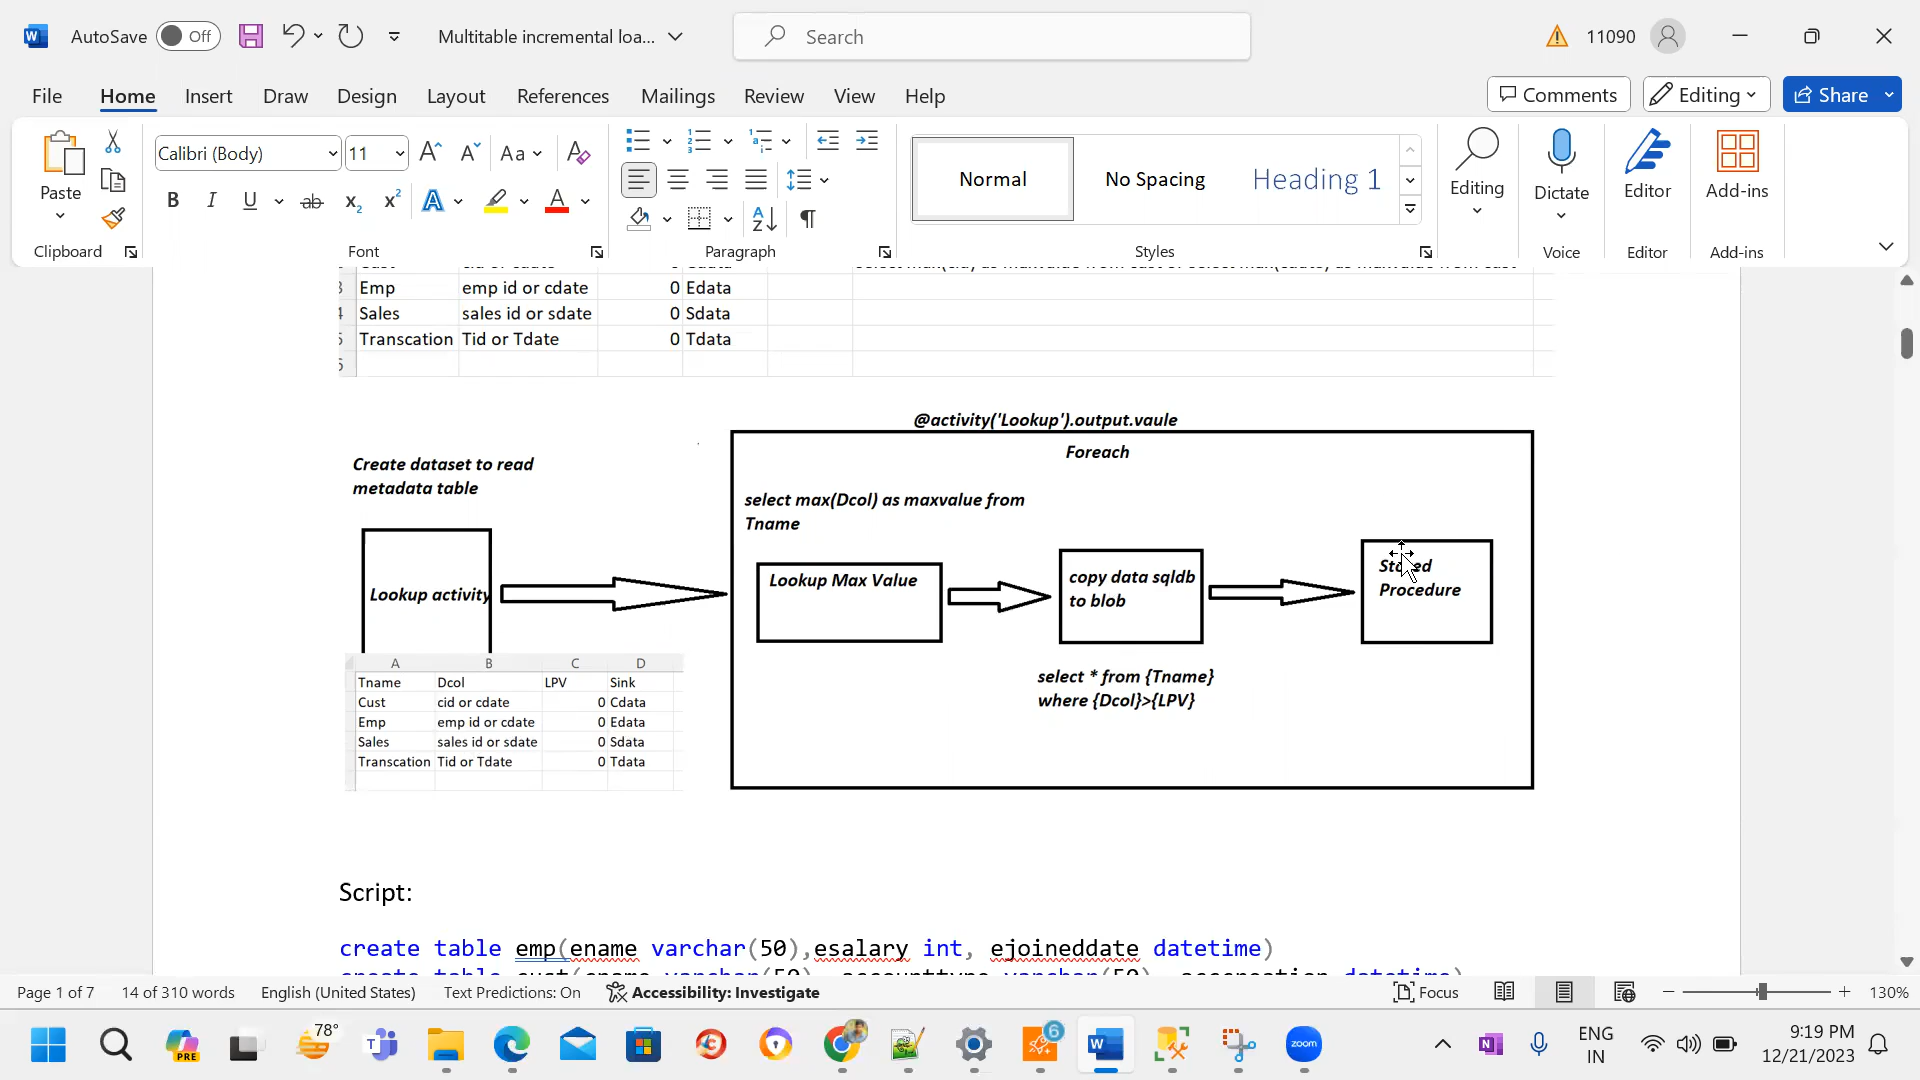 AutoSave Off Multitable incremental loa... Search 11090
File Home Insert Draw Design Layout References Mailings Review View Help Comments Editing Share
Paste Calibri (Body) 11 Aa Normal No Spacing Heading 1 Editing Dictate Editor Add-ins
Clipboard Font Paragraph Styles Voice Editor Add-ins
3 Emp emp id or cdate 0 Edata
4 Sales sales id or sdate 0 Sdata
5 Transcation Tid or Tdate 0 Tdata
@activity('Lookup').output.vaule
Foreach
Create dataset to read
metadata table
select max(Dcol) as maxvalue from
Tname
Lookup activity
Lookup Max Value
copy data sqldb
to blob
Stored
Procedure
select * from {Tname}
where {Dcol}>{LPV}
A B C D
Tname Dcol LPV Sink
Cust cid or cdate 0 Cdata
Emp emp id or cdate 0 Edata
Sales sales id or sdate 0 Sdata
Transcation Tid or Tdate 0 Tdata
Script:
create table emp(ename varchar(50),esalary int, ejoineddate datetime)
Page 1 of 7 14 of 310 words English (United States) Text Predictions: On Accessibility: Investigate Focus 130%
78° PRE 6 zoom ENG IN 9:19 PM 12/21/2023